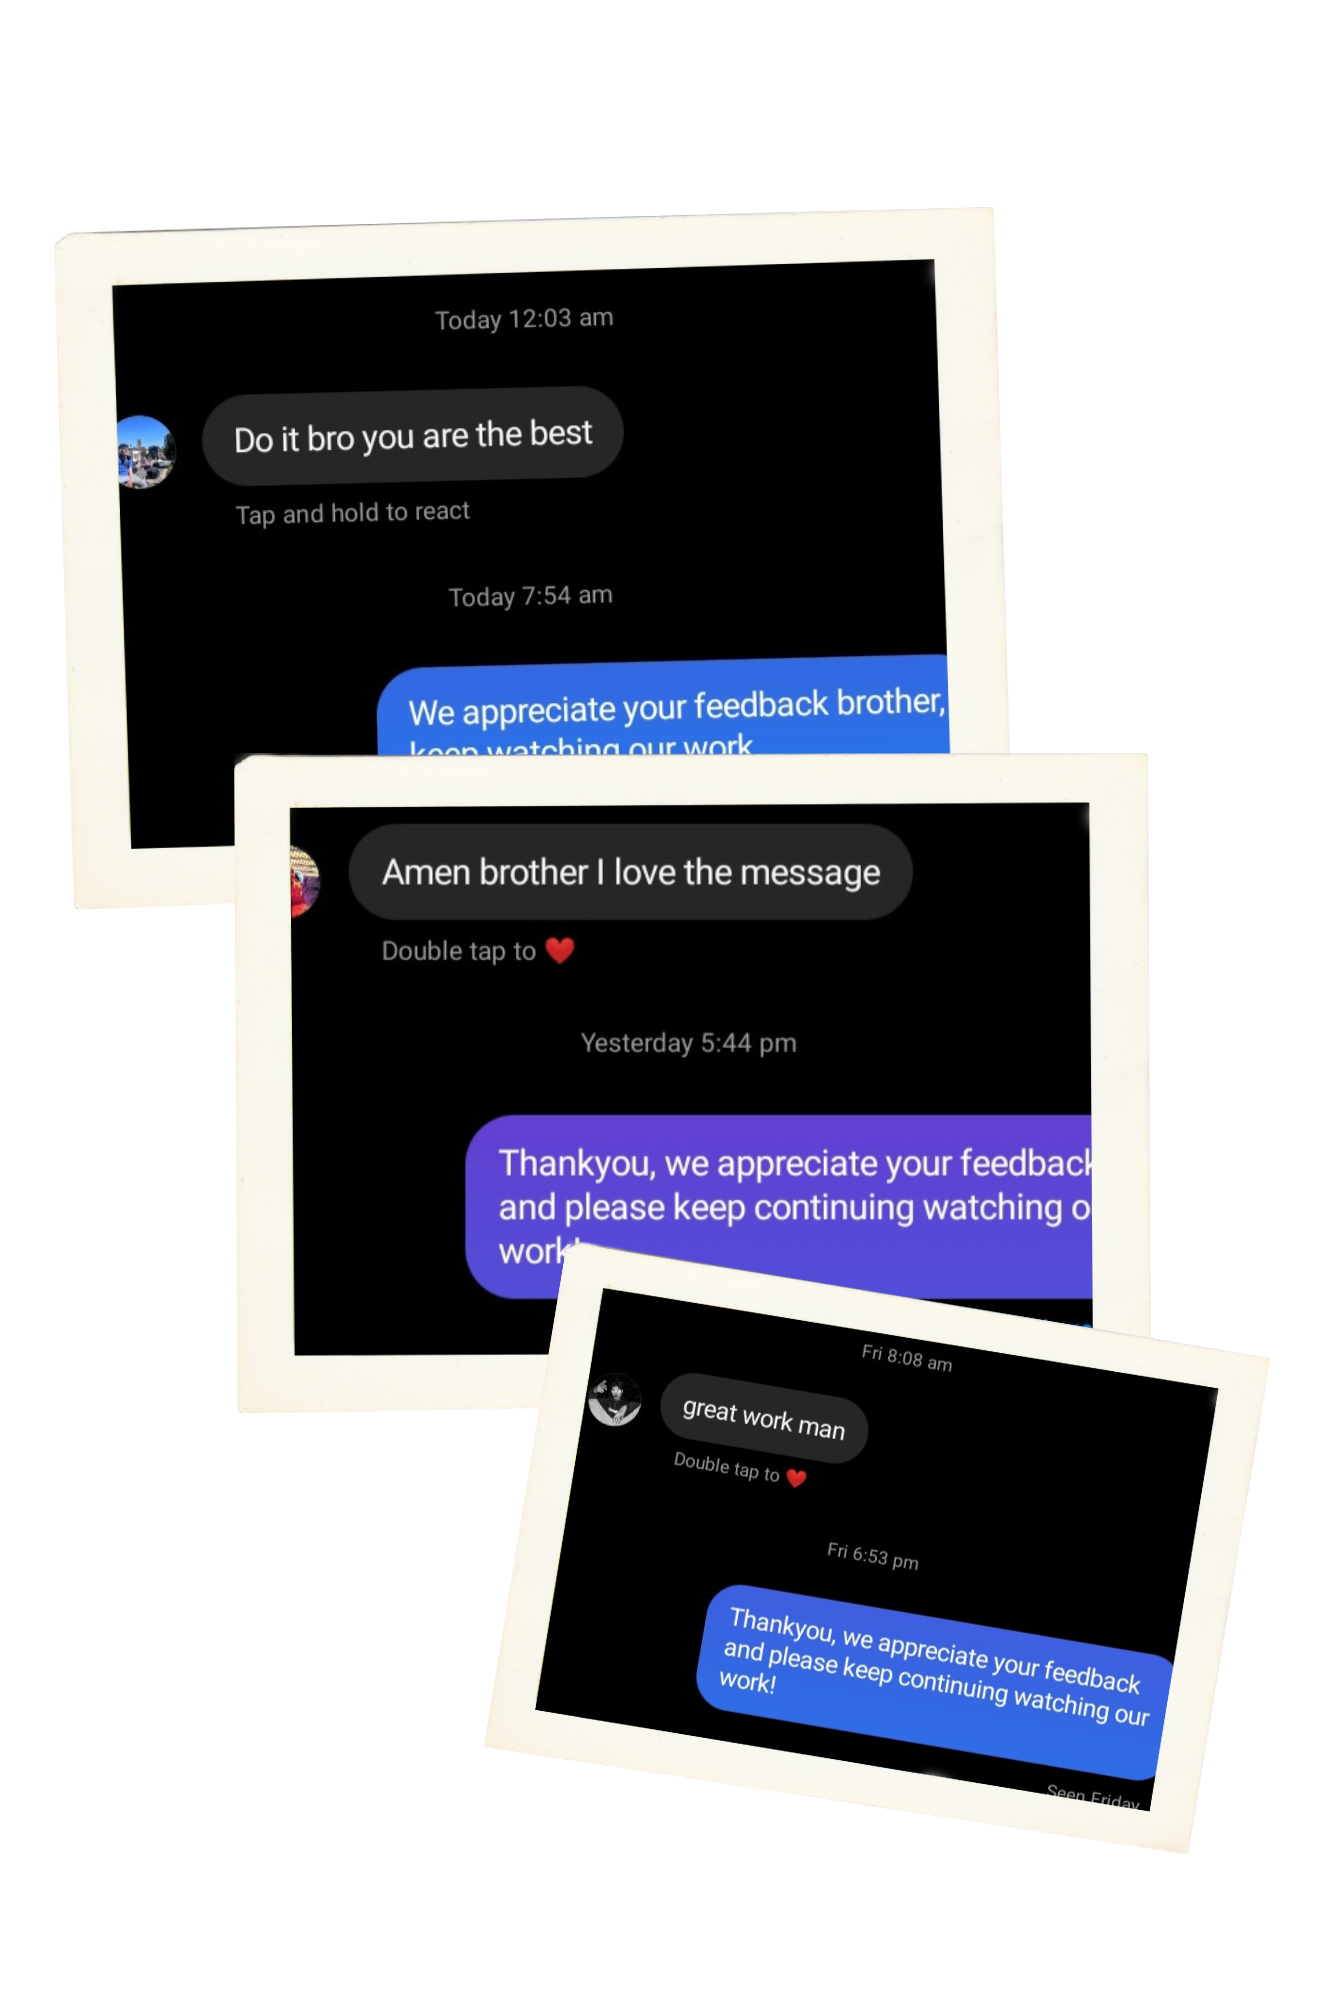 Today 12:03 am
Do it bro you are the best
Tap and hold to react
Today 7:54 am
We appreciate your feedback brother,
keep watching our work
Amen brother I love the message
Double tap to ❤️
Yesterday 5:44 pm
Thankyou, we appreciate your feedback
and please keep continuing watching
work!
Fri 8:08 am
great work man
Double tap to ❤️
Fri 6:53 pm
Thankyou, we appreciate your feedback
and please keep continuing watching our
work!
Seen Friday